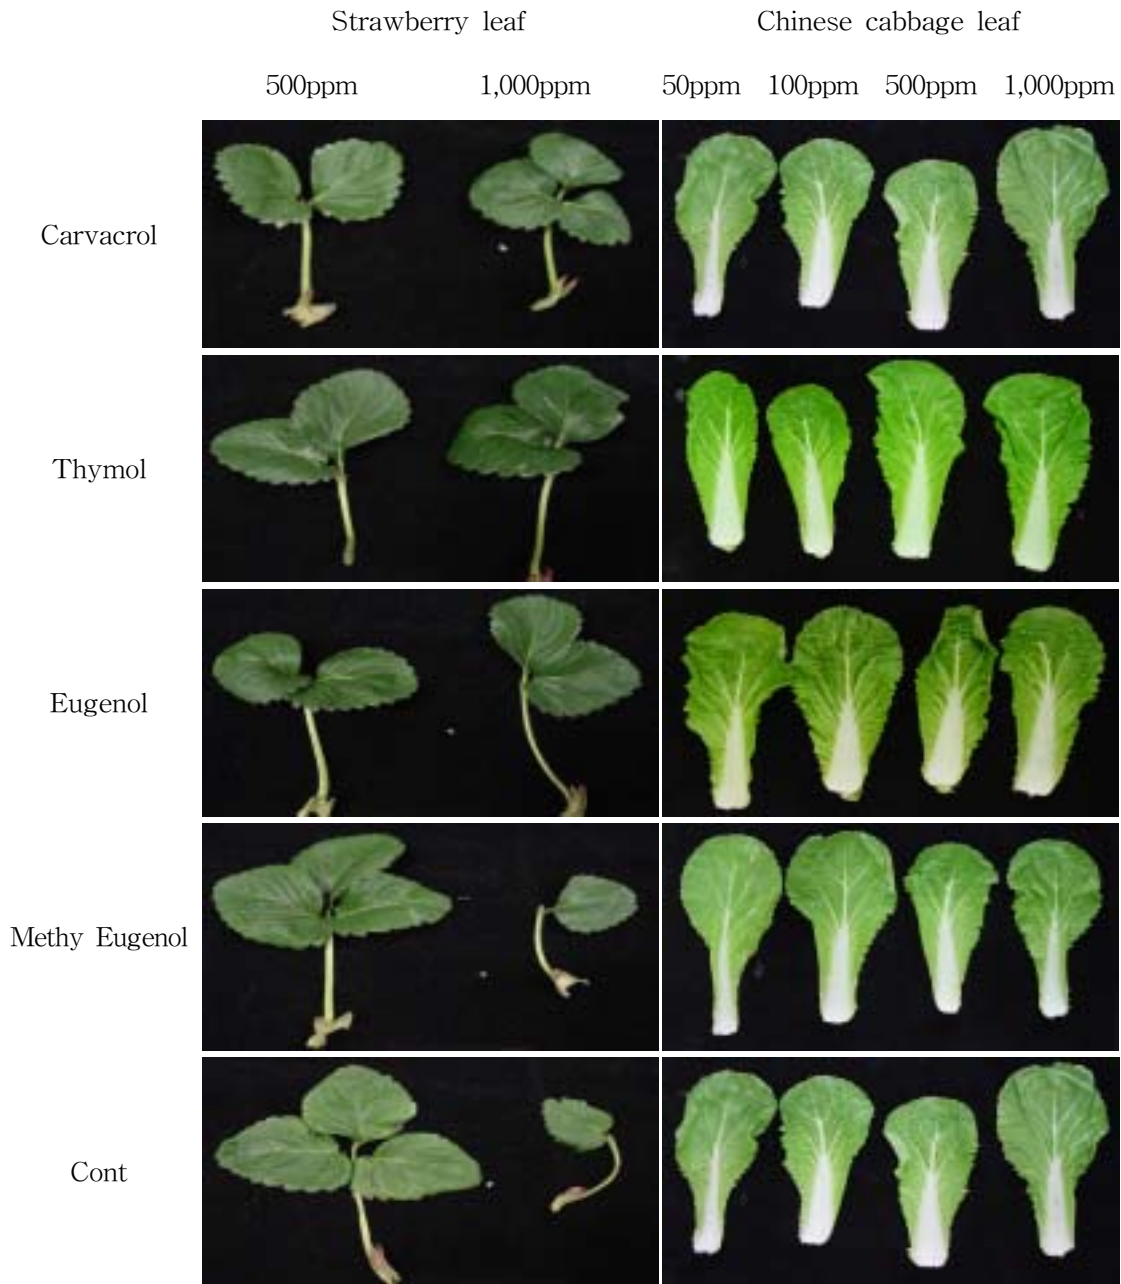 Strawberry leaf Chinese cabbage leaf
500ppm 1,000ppm 50ppm 100ppm 500ppm 1,000ppm
Carvacrol
Thymol
Eugenol
Methy Eugenol
Cont